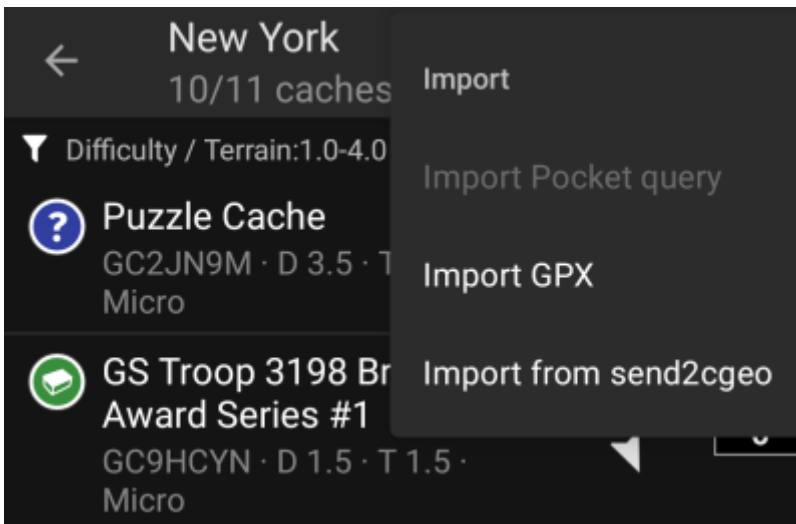 New York
10/11 caches
Difficulty / Terrain:1.0-4.0
Puzzle Cache
GC2JN9M · D 3.5 ·
Micro
GS Troop 3198
Award Series #1
GC9HCYN · D 1.5 · T 1.5 ·
Micro
Import
Import Pocket query
Import GPX
Import from send2cgeo